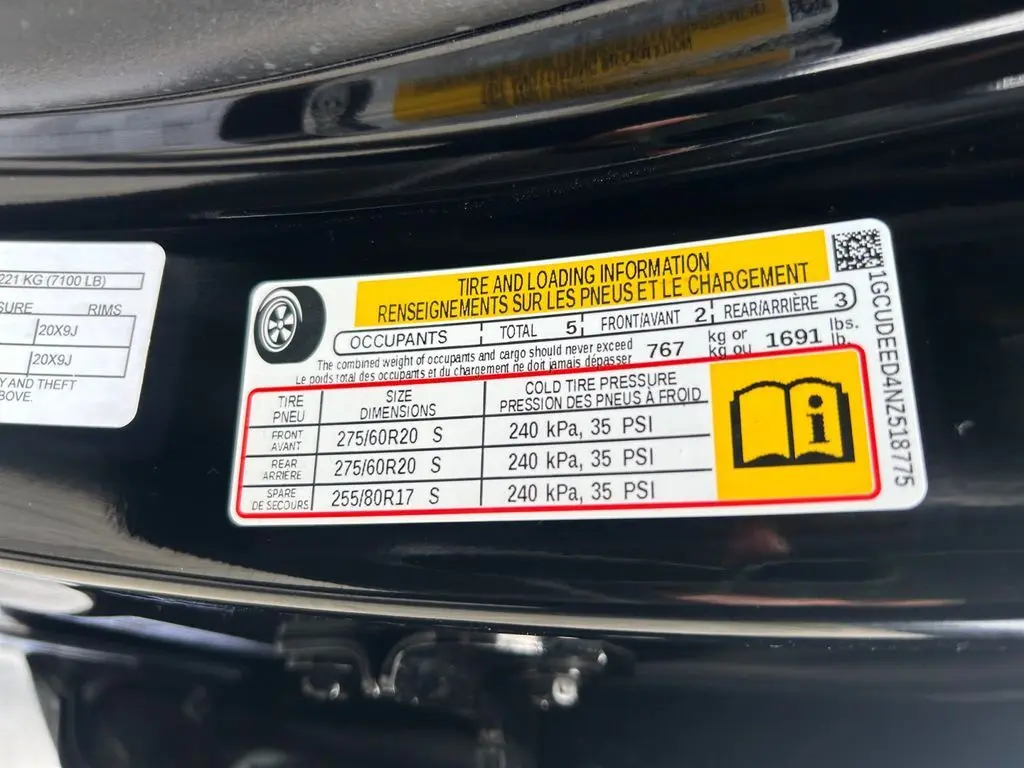 221 KG (7100 LB)
SURE RIMS
20X9J
20X9J
Y AND THEFT
BOVE.
TIRE AND LOADING INFORMATION
RENSEIGNEMENTS SUR LES PNEUS ET LE CHARGEMENT
OCCUPANTS TOTAL 5 FRONT/AVANT 2 REAR/ARRIÈRE 3
The combined weight of occupants and cargo should never exceed 767 kg or 1691 lbs.
Le poids total des occupants et du chargement ne doit jamais dépasser kg ou lb.
TIRE SIZE COLD TIRE PRESSURE
PNEU DIMENSIONS PRESSION DES PNEUS À FROID
FRONT
AVANT 275/60R20 S 240 kPa, 35 PSI
REAR
ARRIERE 275/60R20 S 240 kPa, 35 PSI
SPARE
DE SECOURS 255/80R17 S 240 kPa, 35 PSI
1GCUDEED4NZ518775